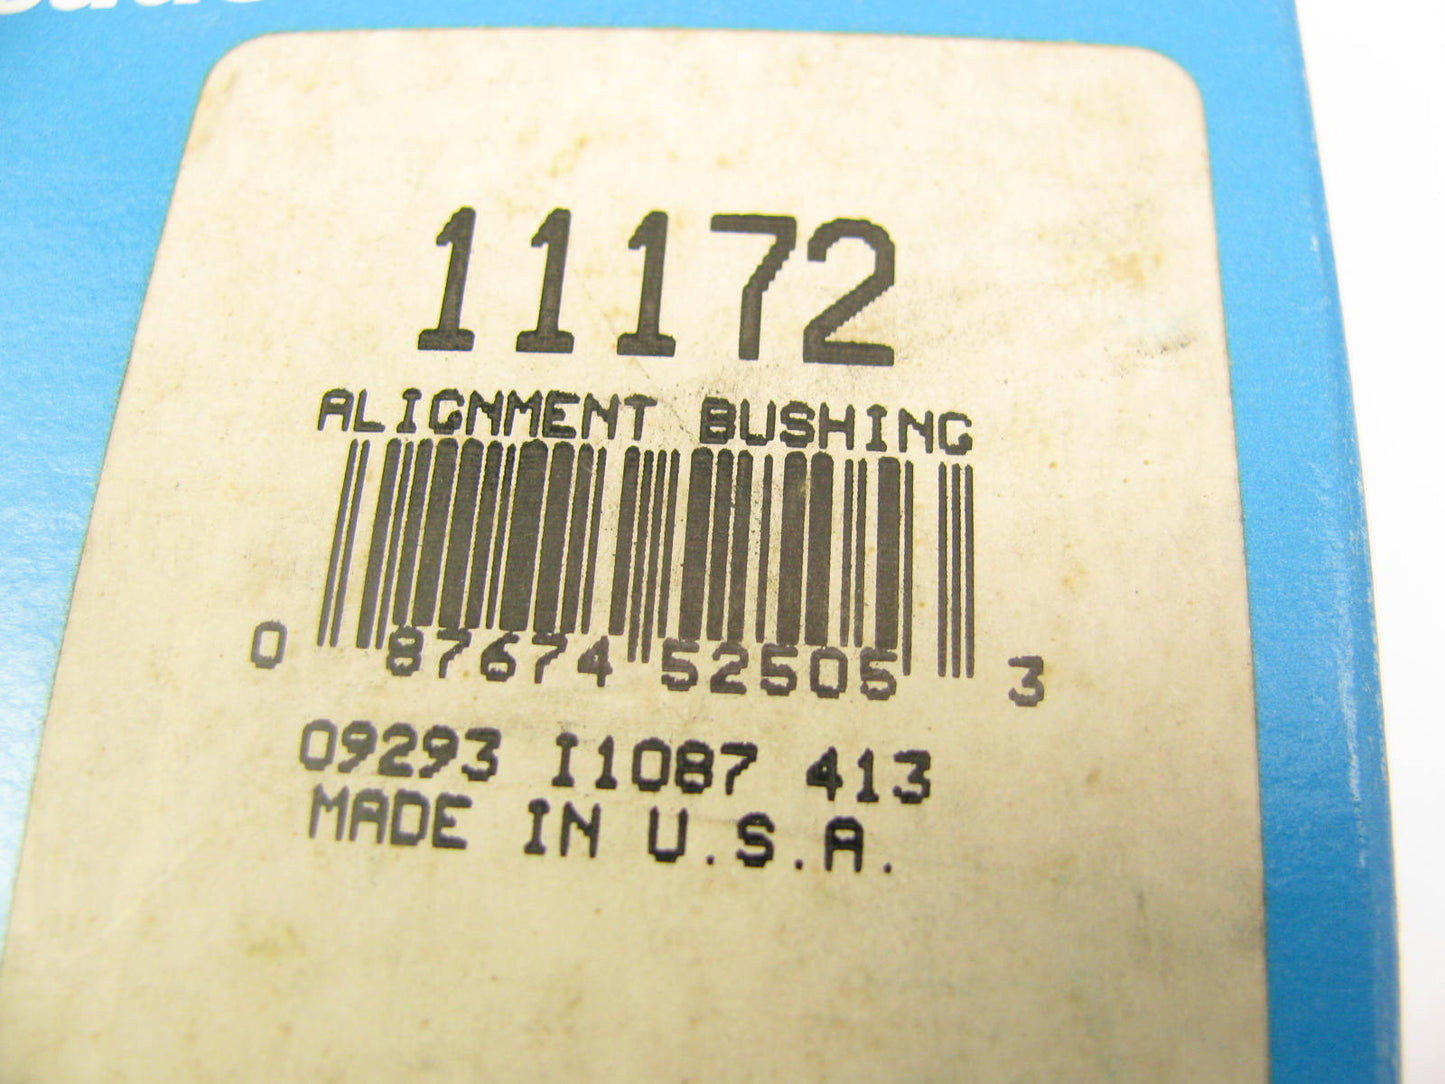 11172
ALIGNMENT BUSHING
0 87674 52505 3
09293 I1087 413
MADE IN U.S.A.